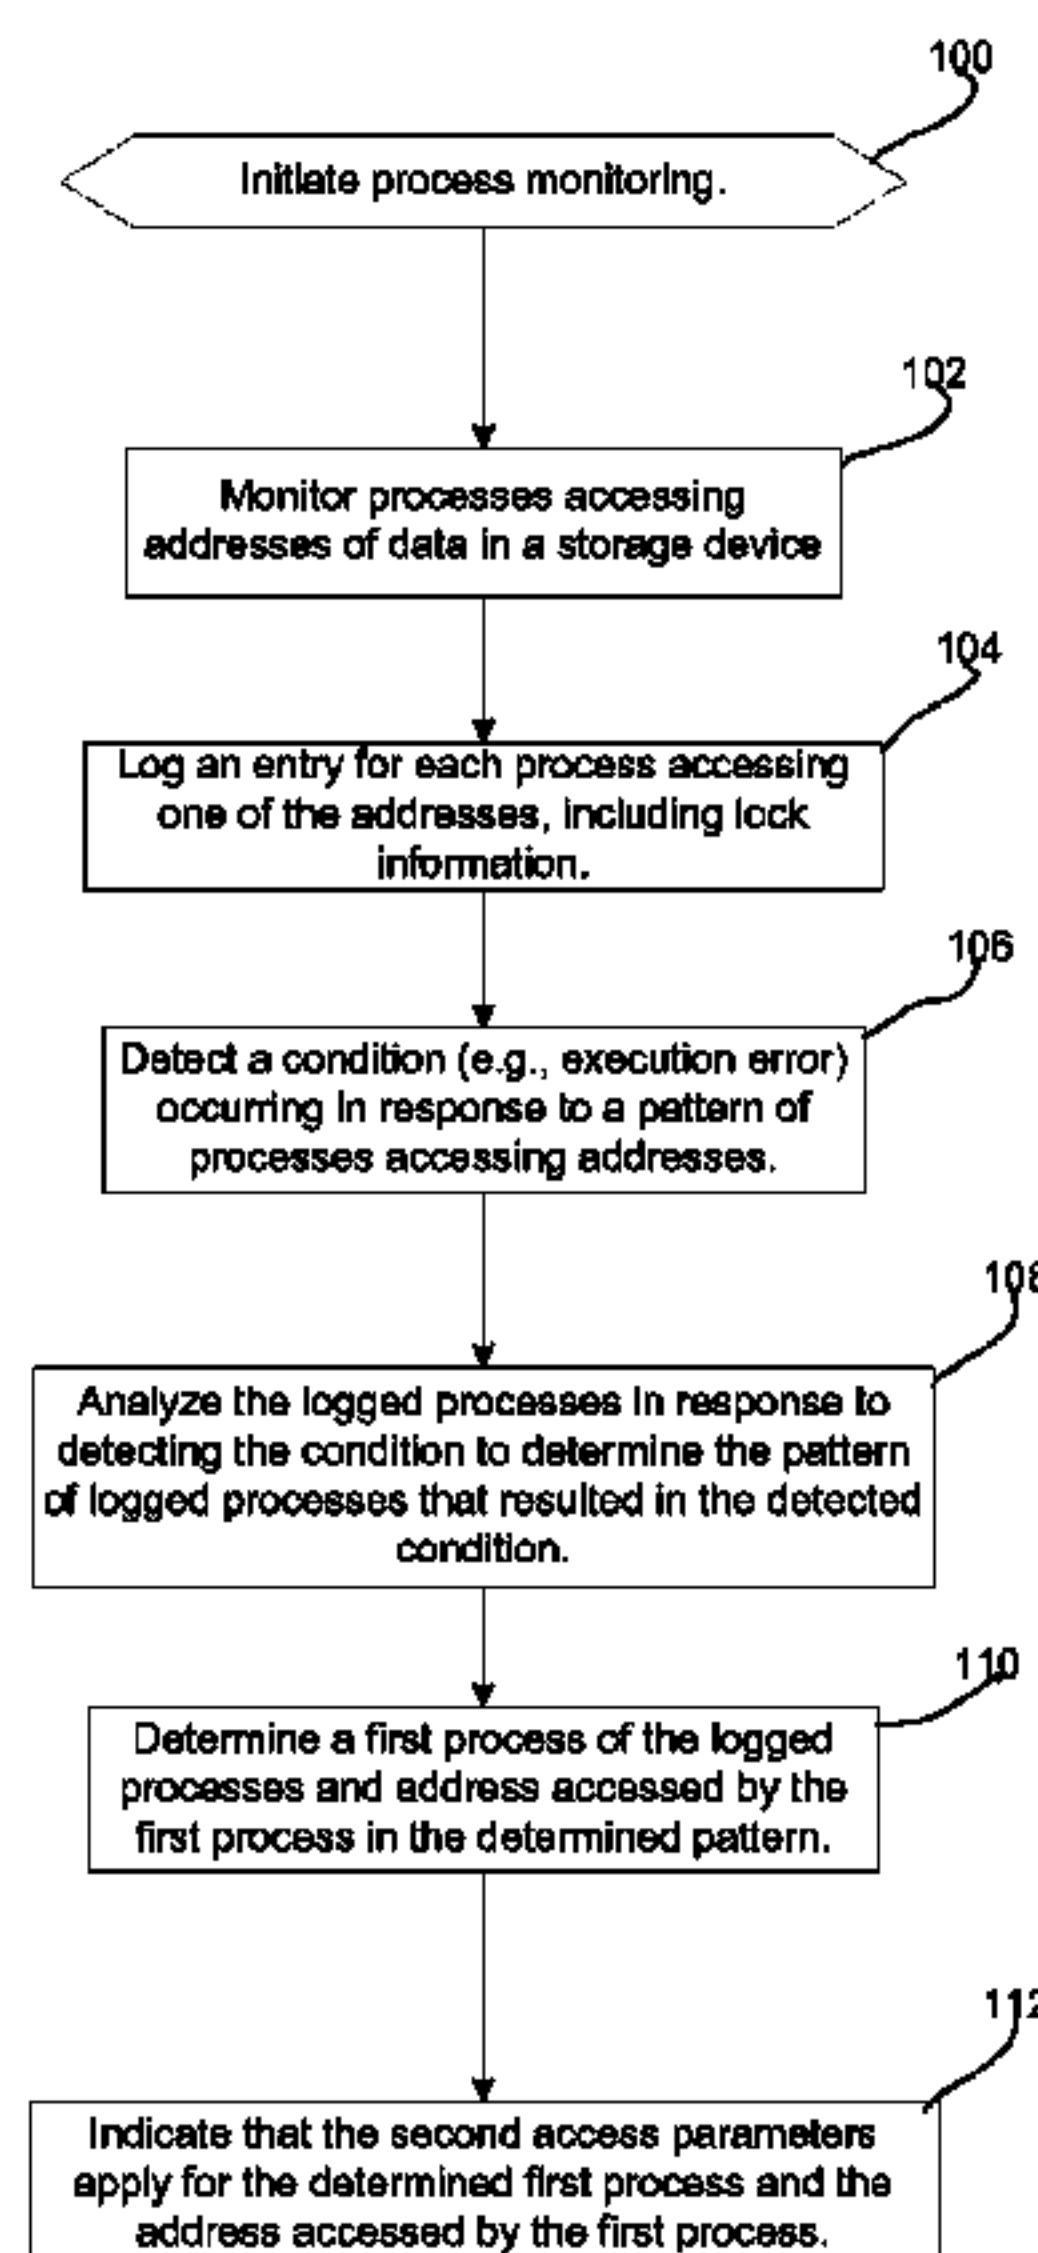 100
Initiate process monitoring.
102
Monitor processes accessing
addresses of data in a storage device
104
Log an entry for each process accessing
one of the addresses, including lock
information.
106
Detect a condition (e.g., execution error)
occurring in response to a pattern of
processes accessing addresses.
108
Analyze the logged processes in response to
detecting the condition to determine the pattern
of logged processes that resulted in the detected
condition.
110
Determine a first process of the logged
processes and address accessed by the
first process in the determined pattern.
112
Indicate that the second access parameters
apply for the determined first process and the
address accessed by the first process.